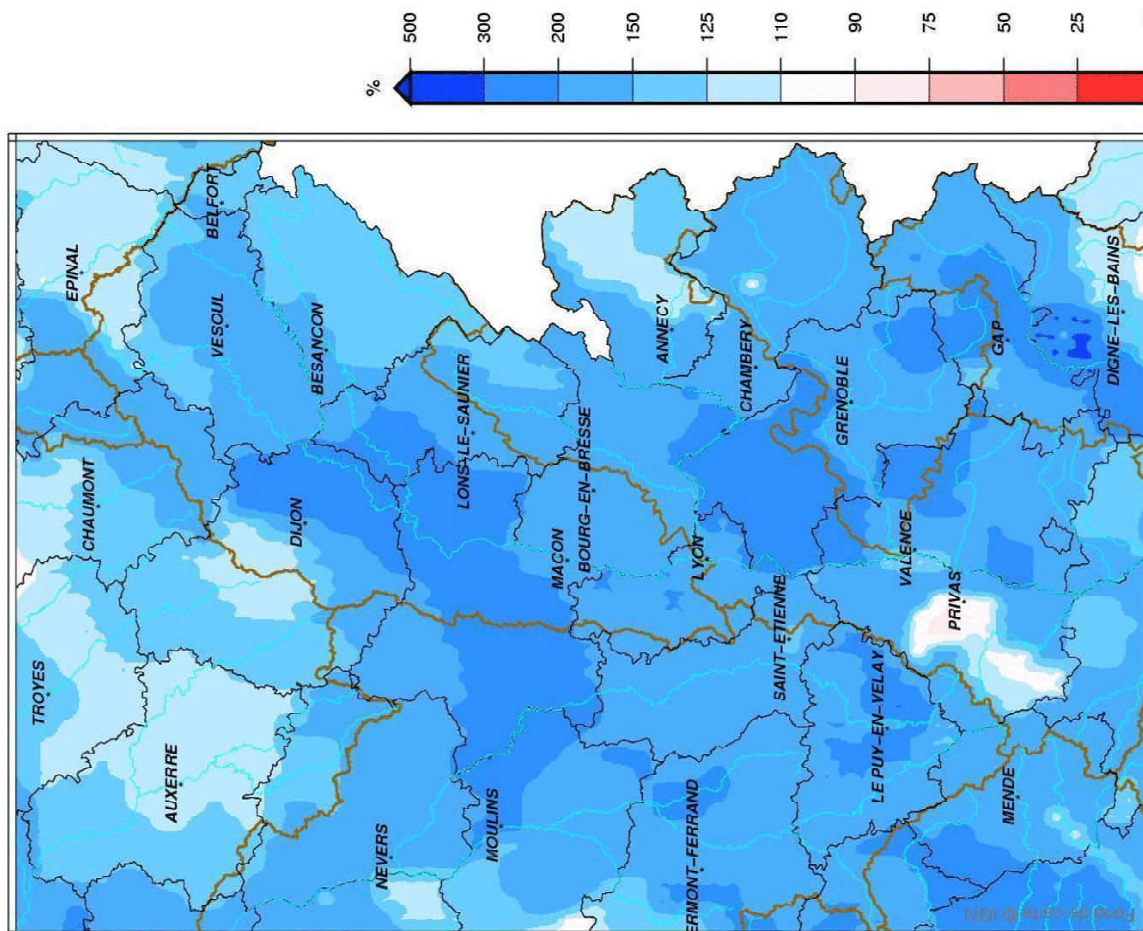 %
500
300
200
150
125
110
90
75
50
25
EPINAL
BELFORT
TROYES
CHAUMONT
VESOUL
AUXERRE
DIJON
BESANCON
NEVERS
LONS-LE-SAUNIER
MOULINS
MACON
BOURG-EN-BRESSE
ANNECY
LYON
ERMONT-FERRAND
CHAMBERY
SAINT-ETIENNE
GRENOBLE
LE PUY-EN-VELAY
VALENCE
PRIVAS
GAP
MENDE
DIGNE-LES-BAINS
Fond de carte © IGN